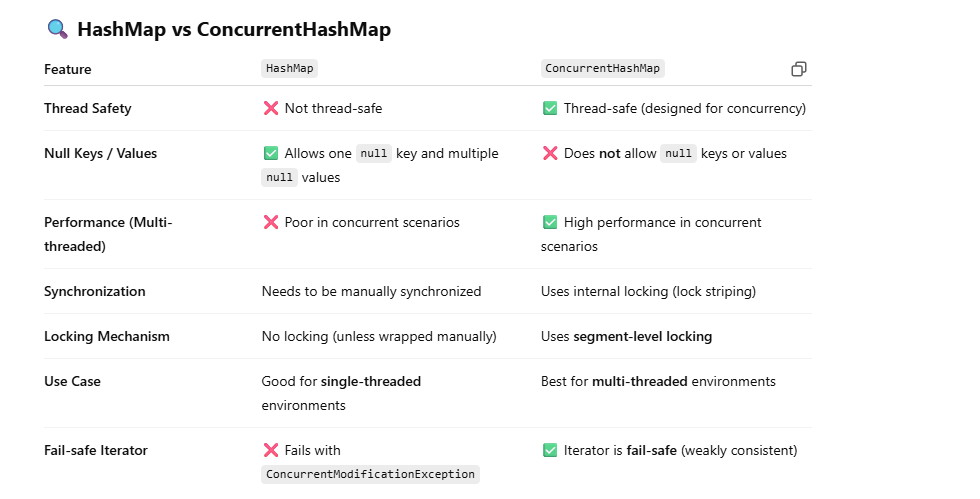 🔍 HashMap vs ConcurrentHashMap
Feature HashMap ConcurrentHashMap
Thread Safety ❌ Not thread-safe ✅ Thread-safe (designed for concurrency)
Null Keys / Values ✅ Allows one null key and multiple ❌ Does not allow null keys or values
null values
Performance (Multi- ❌ Poor in concurrent scenarios ✅ High performance in concurrent
threaded) scenarios
Synchronization Needs to be manually synchronized Uses internal locking (lock striping)
Locking Mechanism No locking (unless wrapped manually) Uses segment-level locking
Use Case Good for single-threaded Best for multi-threaded environments
environments
Fail-safe Iterator ❌ Fails with ✅ Iterator is fail-safe (weakly consistent)
ConcurrentModificationException